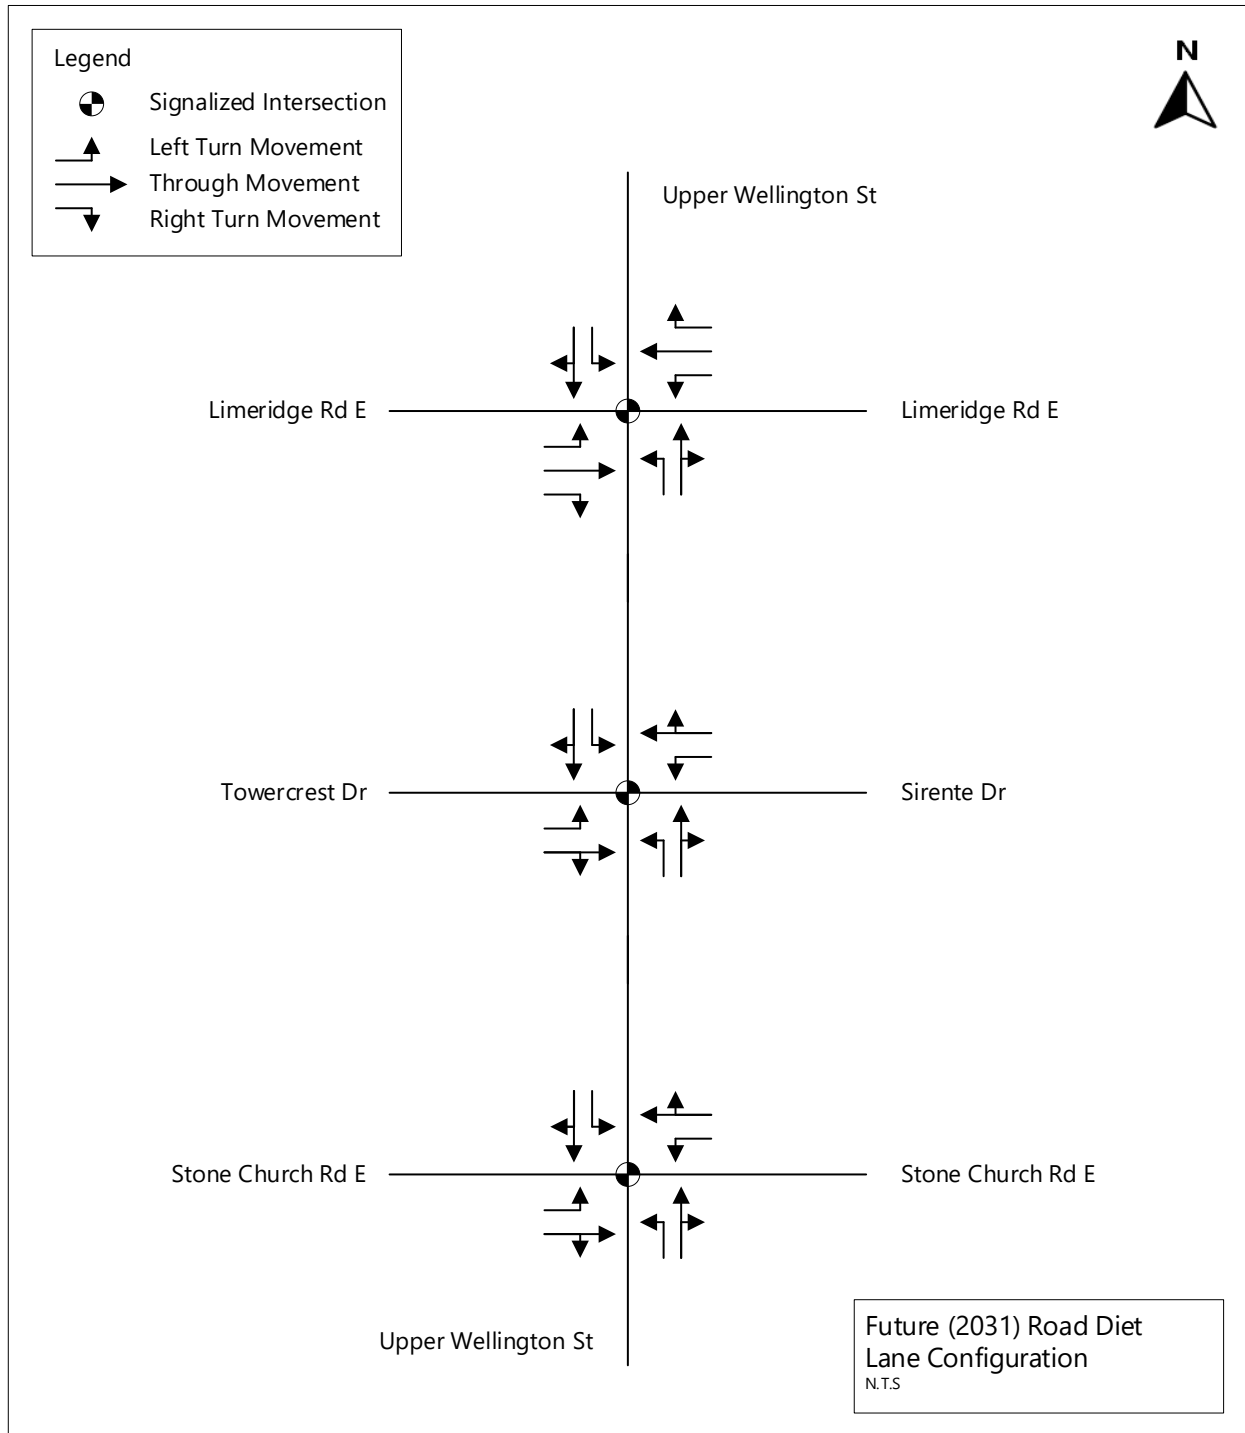 Legend
Signalized Intersection
Left Turn Movement
Through Movement
Right Turn Movement
N
Upper Wellington St
Limeridge Rd E
Limeridge Rd E
Towercrest Dr
Sirente Dr
Stone Church Rd E
Stone Church Rd E
Upper Wellington St
Future (2031) Road Diet
Lane Configuration
N.T.S